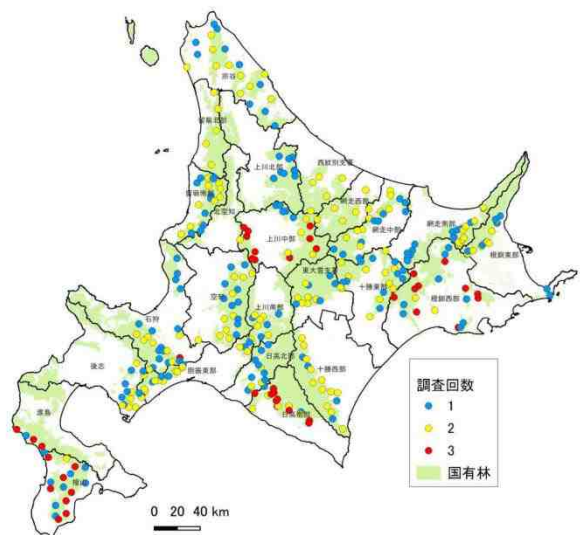 宗谷
留萌北部
上川北部
西紋別支署
留萌南部
北空知
網走西部
網走中部
網走南部
根釧東部
上川中部
東大雪支署
十勝東部
根釧西部
空知
上川南部
石狩
日高北部
十勝西部
後志
胆振東部
日高南部
渡島
檜山
調査回数
1
2
3
国有林
0 20 40 km